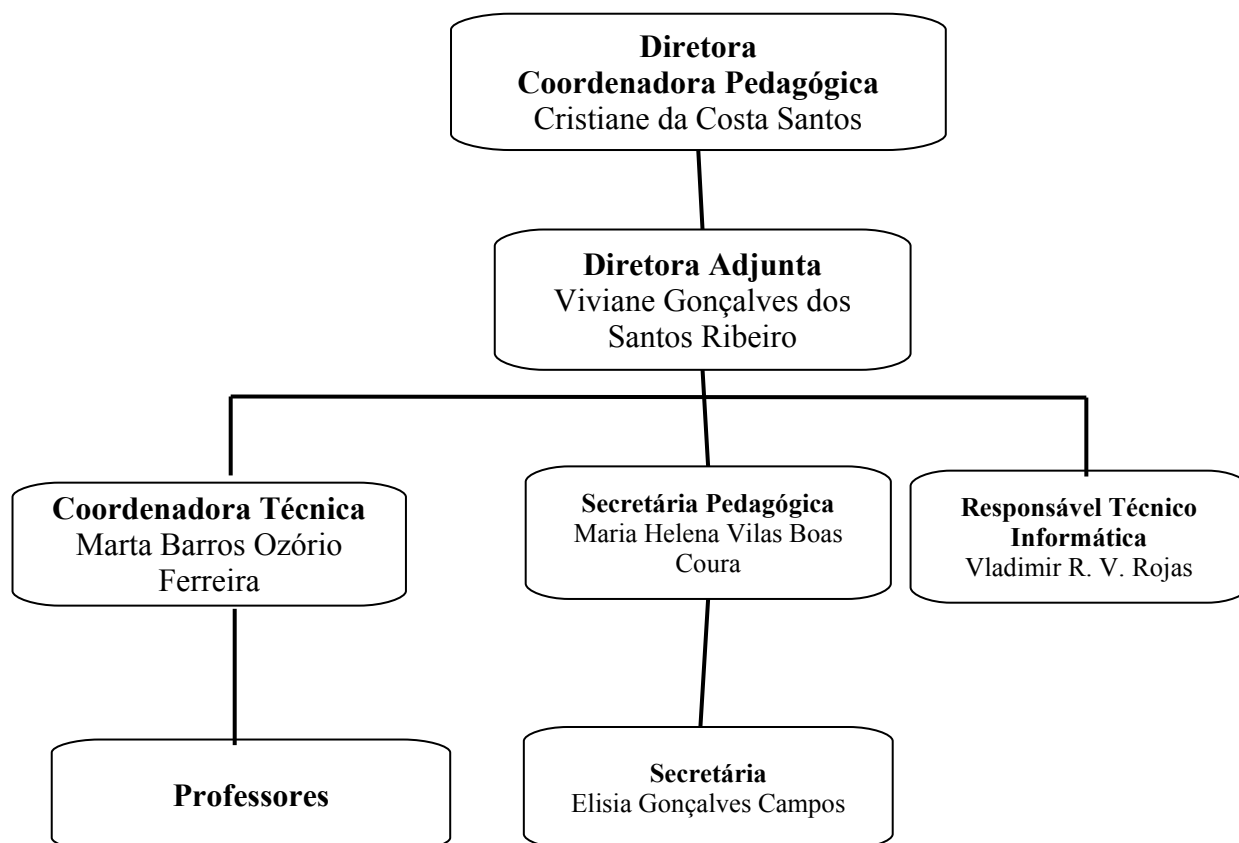 Diretora
Coordenadora Pedagógica
Cristiane da Costa Santos
Diretora Adjunta
Viviane Gonçalves dos
Santos Ribeiro
Coordenadora Técnica
Marta Barros Ozório
Ferreira
Secretária Pedagógica
Maria Helena Vilas Boas
Coura
Responsável Técnico
Informática
Vladimir R. V. Rojas
Professores
Secretária
Elisia Gonçalves Campos